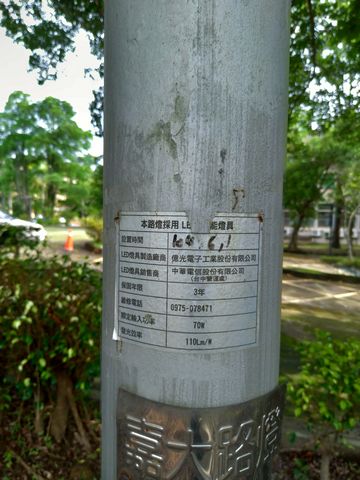 本路燈採用 LE 能燈具
設置時間 6,1
LED燈具製造廠商 億光電子工業股份有限公司
LED燈具銷售商 中華電信股份有限公司
(台中營運處)
保固年限 3年
維修電話 0975-078471
額定輸入功率 70W
發光效率 110Lm/W
嘉大路燈